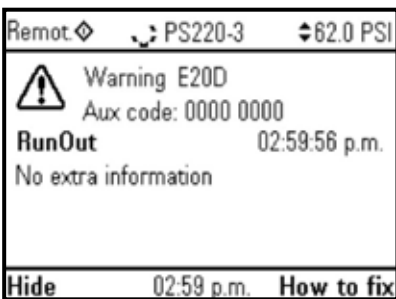 Remot. PS220-3 62.0 PSI
Warning E20D
Aux code: 0000 0000
RunOut 02:59:56 p.m.
No extra information
Hide 02:59 p.m. How to fix